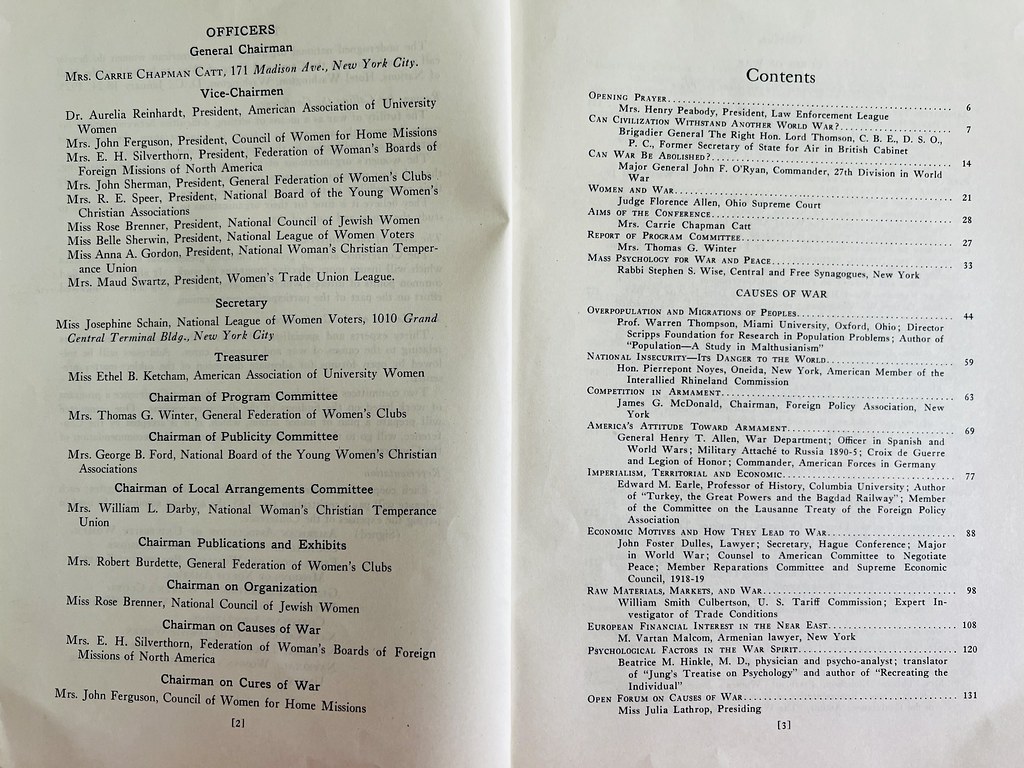 OFFICERS
General Chairman
Mrs. Carrie Chapman Catt, 171 Madison Ave., New York City.
Vice-Chairmen
Dr. Aurelia Reinhardt, President, American Association of University
Women
Mrs. John Ferguson, President, Council of Women for Home Missions
Mrs. E. H. Silverthorn, President, Federation of Woman's Boards of
Foreign Missions of North America
Mrs. John Sherman, President, General Federation of Women's Clubs
Mrs. R. E. Speer, President, National Board of the Young Women's
Christian Associations
Miss Rose Brenner, President, National Council of Jewish Women
Miss Belle Sherwin, President, National League of Women Voters
Miss Anna A. Gordon, President, National Woman's Christian Temper-
ance Union
Mrs. Maud Swartz, President, Women's Trade Union League.
Secretary
Miss Josephine Schain, National League of Women Voters, 1010 Grand
Central Terminal Bldg., New York City
Treasurer
Miss Ethel B. Ketcham, American Association of University Women
Chairman of Program Committee
Mrs. Thomas G. Winter, General Federation of Women's Clubs
Chairman of Publicity Committee
Mrs. George B. Ford, National Board of the Young Women's Christian
Associations
Chairman of Local Arrangements Committee
Mrs. William L. Darby, National Woman's Christian Temperance
Union
Chairman Publications and Exhibits
Mrs. Robert Burdette, General Federation of Women's Clubs
Chairman on Organization
Miss Rose Brenner, National Council of Jewish Women
Chairman on Causes of War
Mrs. E. H. Silverthorn, Federation of Woman's Boards of Foreign
Missions of North America
Chairman on Cures of War
Mrs. John Ferguson, Council of Women for Home Missions
[2]
Contents
Opening Prayer 6
Mrs. Henry Peabody, President, Law Enforcement League
Can Civilization Withstand Another World War? 7
Brigadier General The Right Hon. Lord Thomson, C. B. E., D. S. O.,
P. C., Former Secretary of State for Air in British Cabinet
Can War Be Abolished? 14
Major General John F. O'Ryan, Commander, 27th Division in World
War
Women and War 21
Judge Florence Allen, Ohio Supreme Court
Aims of the Conference 28
Mrs. Carrie Chapman Catt
Report of Program Committee 27
Mrs. Thomas G. Winter
Mass Psychology for War and Peace 33
Rabbi Stephen S. Wise, Central and Free Synagogues, New York
CAUSES OF WAR
Overpopulation and Migrations of Peoples 44
Prof. Warren Thompson, Miami University, Oxford, Ohio; Director
Scripps Foundation for Research in Population Problems; Author of
"Population—A Study in Malthusianism"
National Insecurity—Its Danger to the World 59
Hon. Pierrepont Noyes, Oneida, New York, American Member of the
Interallied Rhineland Commission
Competition in Armament 63
James G. McDonald, Chairman, Foreign Policy Association, New
York
America's Attitude Toward Armament 69
General Henry T. Allen, War Department; Officer in Spanish and
World Wars; Military Attaché to Russia 1890-5; Croix de Guerre
and Legion of Honor; Commander, American Forces in Germany
Imperialism, Territorial and Economic 77
Edward M. Earle, Professor of History, Columbia University; Author
of "Turkey, the Great Powers and the Bagdad Railway"; Member
of the Committee on the Lausanne Treaty of the Foreign Policy
Association
Economic Motives and How They Lead to War 88
John Foster Dulles, Lawyer; Secretary, Hague Conference; Major
in World War; Counsel to American Committee to Negotiate
Peace; Member Reparations Committee and Supreme Economic
Council, 1918-19
Raw Materials, Markets, and War 98
William Smith Culbertson, U. S. Tariff Commission; Expert In-
vestigator of Trade Conditions
European Financial Interest in the Near East 108
M. Vartan Malcom, Armenian lawyer, New York
Psychological Factors in the War Spirit 120
Beatrice M. Hinkle, M. D., physician and psycho-analyst; translator
of "Jung's Treatise on Psychology" and author of "Recreating the
Individual"
Open Forum on Causes of War 131
Miss Julia Lathrop, Presiding
[3]